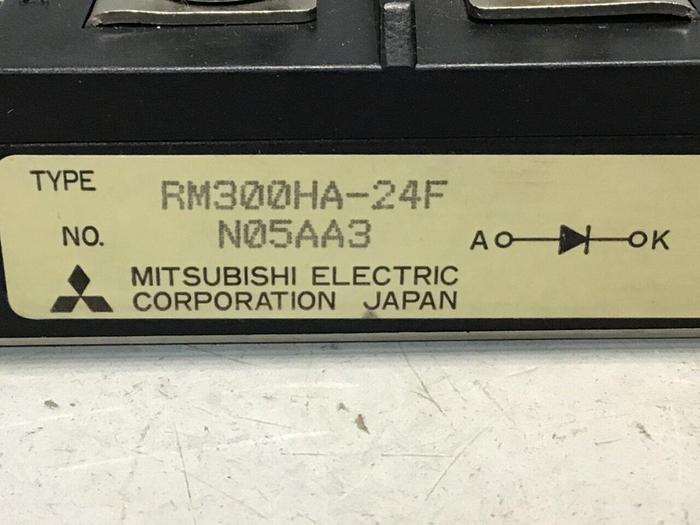 TYPE RM300HA-24F
NO. N05AA3
A K
MITSUBISHI ELECTRIC
CORPORATION JAPAN